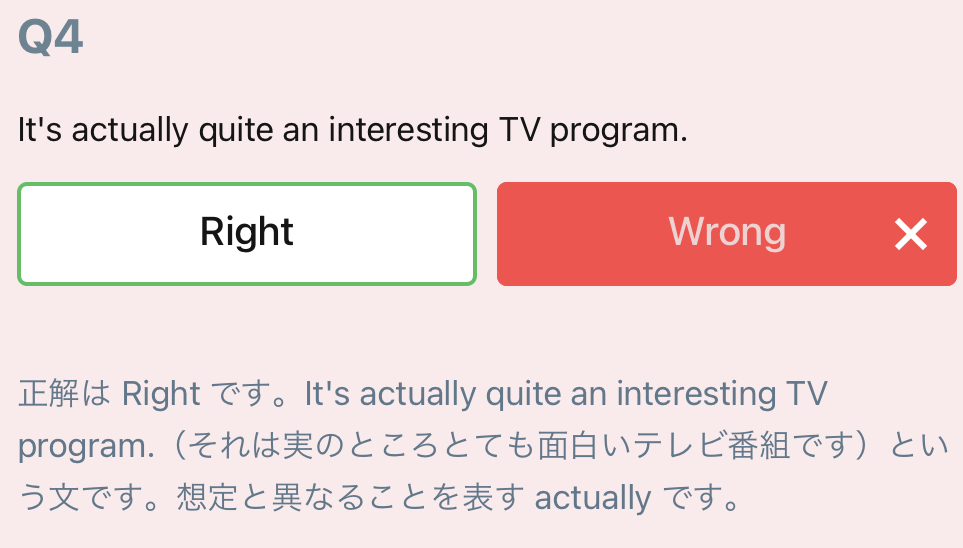 Q4
It's actually quite an interesting TV program.
Right
Wrong
正解は Right です。It's actually quite an interesting TV
program.（それは実のところとても面白いテレビ番組です）とい
う文です。想定と異なることを表す actually です。